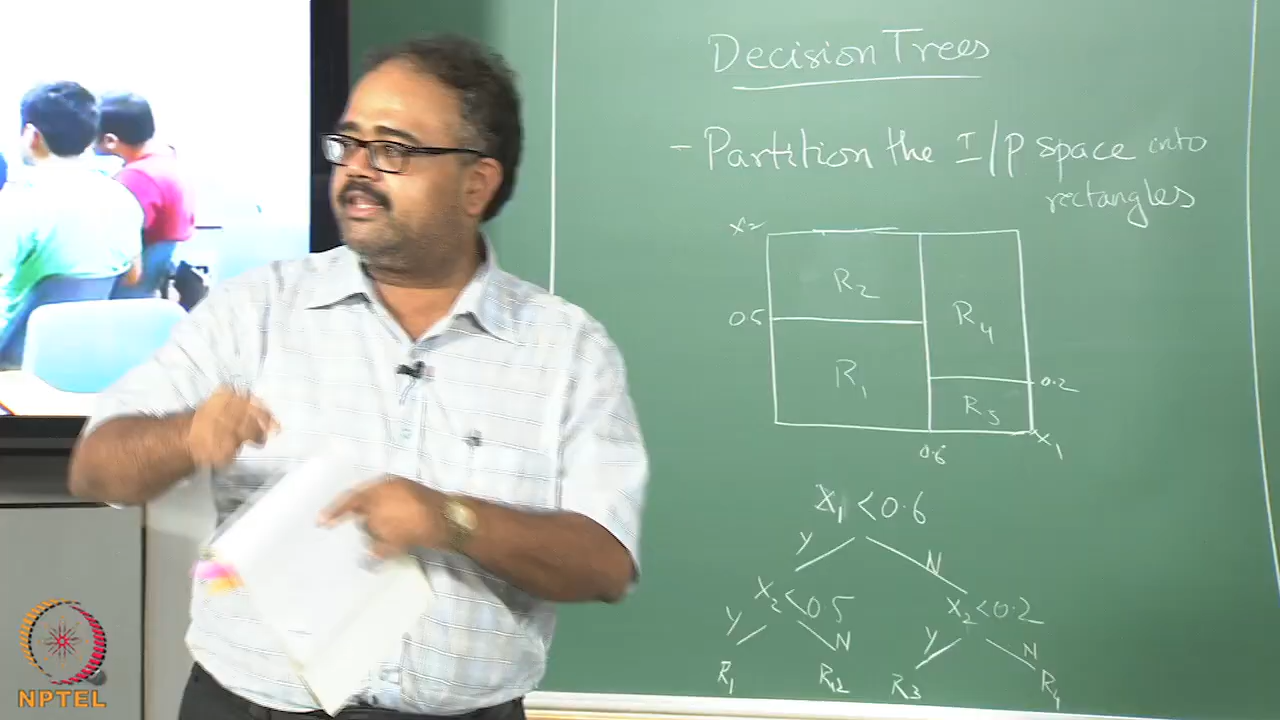 Decision Trees
- Partition the I/P space into
rectangles
X2
R2
R4
0.5
R1
0.2
R3
X1
0.6
X1 < 0.6
Y N
X2 < 0.5 X2 < 0.2
Y N Y N
R1 R2 R3 R4
NPTEL